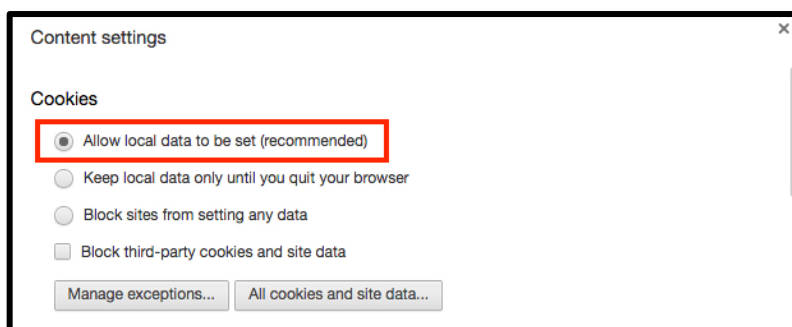 Content settings
×
Cookies
Allow local data to be set (recommended)
Keep local data only until you quit your browser
Block sites from setting any data
Block third-party cookies and site data
Manage exceptions... All cookies and site data...